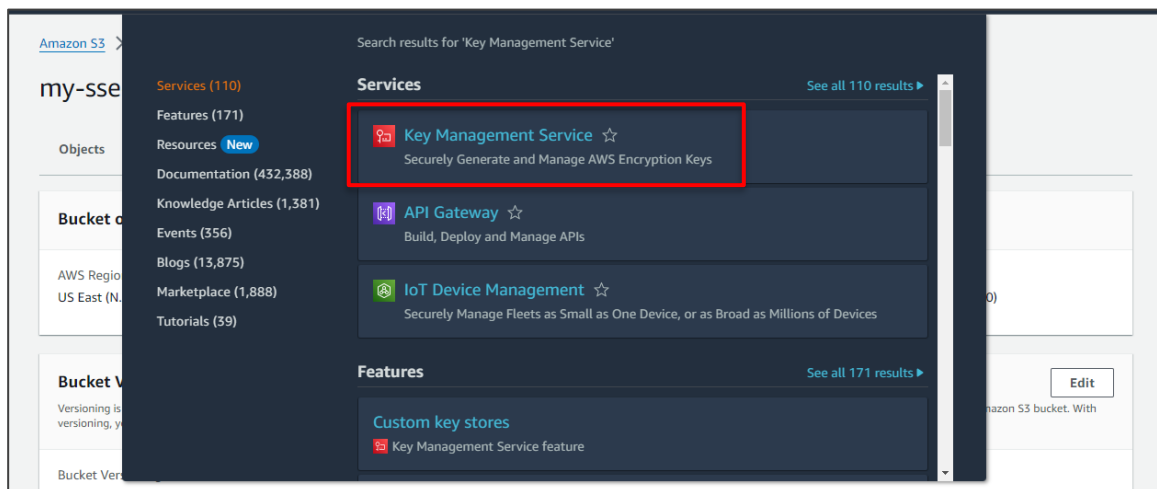 Amazon S3
my-sse
Objects
Bucket o
AWS Regio
US East (N.
0)
Bucket V
Edit
Versioning is
mazon S3 bucket. With
versioning, y
Bucket Ver
Search results for 'Key Management Service'
Services (110)
Features (171)
Resources New
Documentation (432,388)
Knowledge Articles (1,381)
Events (356)
Blogs (13,875)
Marketplace (1,888)
Tutorials (39)
Services
See all 110 results
Key Management Service
Securely Generate and Manage AWS Encryption Keys
API Gateway
Build, Deploy and Manage APIs
IoT Device Management
Securely Manage Fleets as Small as One Device, or as Broad as Millions of Devices
Features
See all 171 results
Custom key stores
Key Management Service feature